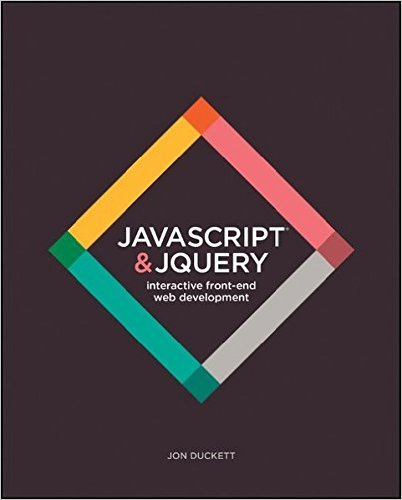 JAVASCRIPT®
& JQUERY
interactive front-end
web development
JON DUCKETT